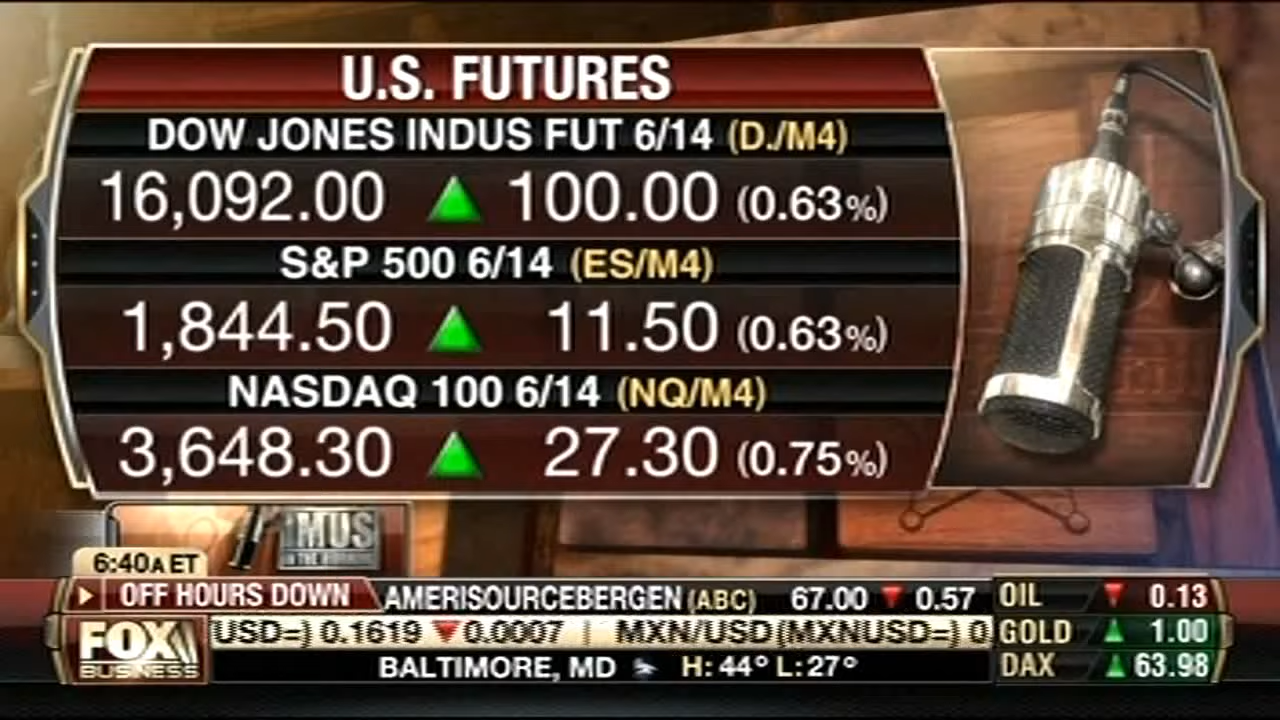 U.S. FUTURES
DOW JONES INDUS FUT 6/14 (D./M4)
16,092.00 ▲ 100.00 (0.63%)
S&P 500 6/14 (ES/M4)
1,844.50 ▲ 11.50 (0.63%)
NASDAQ 100 6/14 (NQ/M4)
3,648.30 ▲ 27.30 (0.75%)
IMUS
IN THE MORNING
6:40A ET
OFF HOURS DOWN
AMERISOURCEBERGEN (ABC) 67.00 ▼ 0.57
OIL ▼ 0.13
FOX
BUSINESS
USD=) 0.1619 ▼0.0007 | MXN/USD(MXNUSD=) 0
GOLD ▲ 1.00
BALTIMORE, MD H: 44° L: 27°
DAX ▲ 63.98